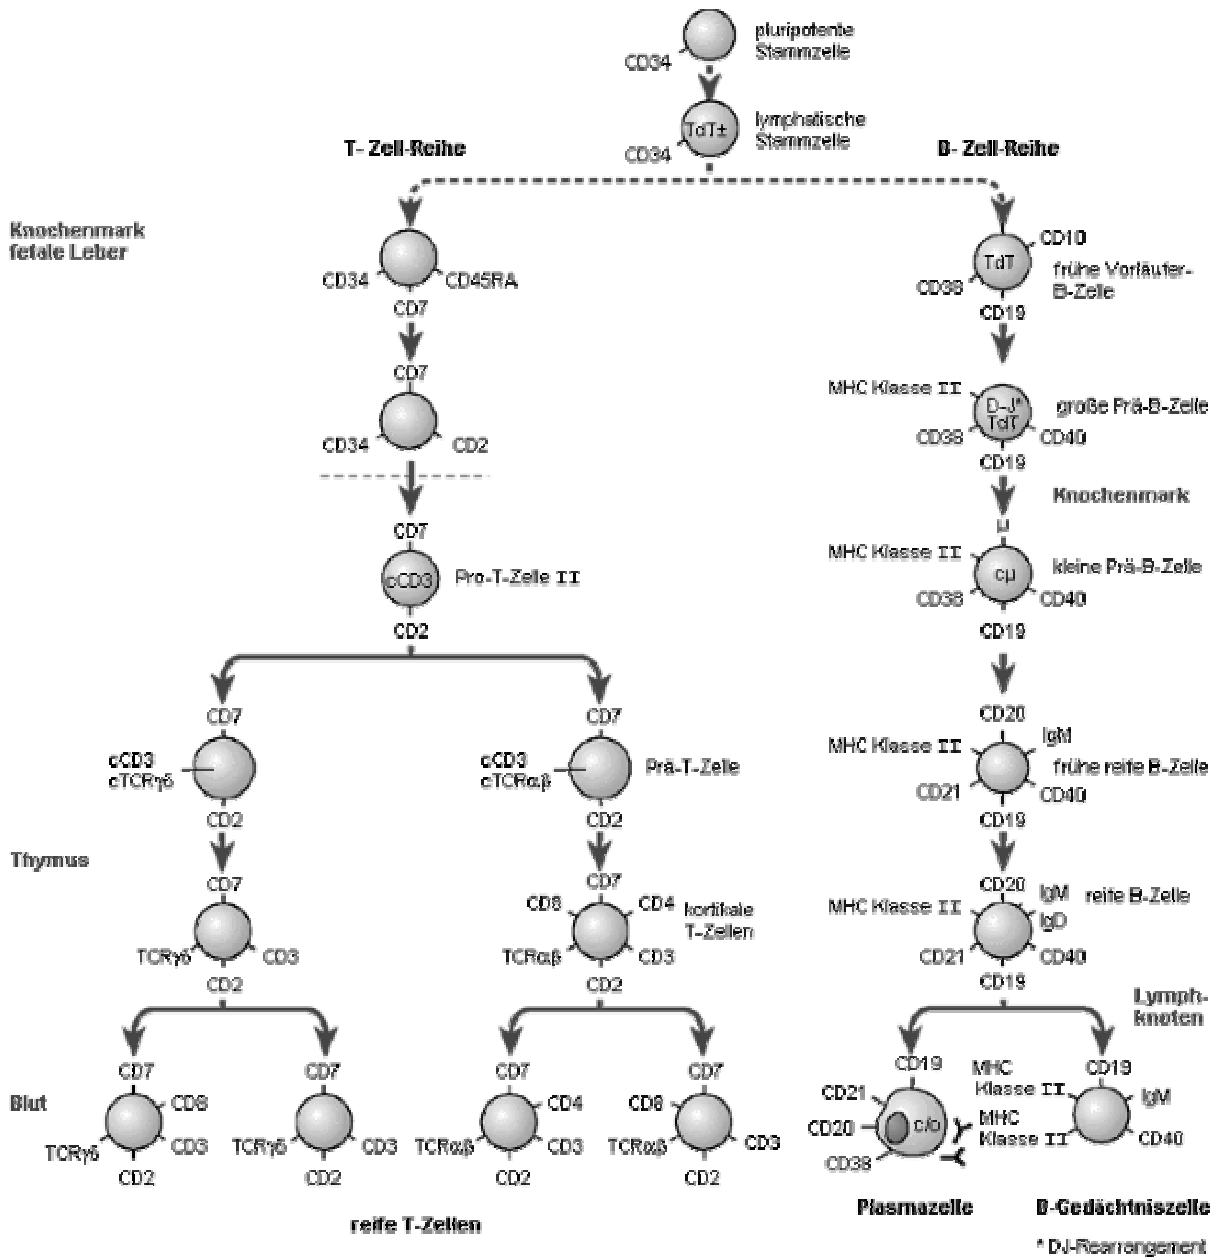 pluripotente
Stammzelle
CD34
TdT±
lymphatische
Stammzelle
CD34
T- Zell-Reihe
B- Zell-Reihe
Knochenmark
fetale Leber
CD34
CD45RA
CD7
CD7
CD34
CD2
CD7
cCD3
Pro-T-Zelle II
CD2
CD7
cCD3
cTCRγδ
CD2
CD7
cCD3
cTCRαβ
Prä-T-Zelle
CD2
Thymus
CD7
TCRγδ
CD3
CD2
CD7
CD8
CD4
kortikale
T-Zellen
TCRαβ
CD3
CD2
Blut
CD7
CD8
TCRγδ
CD3
CD2
CD7
TCRγδ
CD3
CD2
CD7
CD4
TCRαβ
CD3
CD2
CD7
CD8
TCRαβ
CD3
CD2
reife T-Zellen
CD10
TdT
frühe Vorläufer-
B-Zelle
CD38
CD19
MHC Klasse II
D-J*
TdT
große Prä-B-Zelle
CD38
CD40
CD19
Knochenmark
μ
MHC Klasse II
cμ
kleine Prä-B-Zelle
CD38
CD40
CD19
CD20
IgM
MHC Klasse II
frühe reife B-Zelle
CD21
CD40
CD19
CD20
IgM
reife B-Zelle
MHC Klasse II
IgD
CD21
CD40
CD19
Lymph-
knoten
CD19
CD21
CD20
CD38
MHC
Klasse II
MHC
Klasse II
CD19
IgM
CD40
Plasmazelle
B-Gedächtniszelle
* DJ-Rearrangement